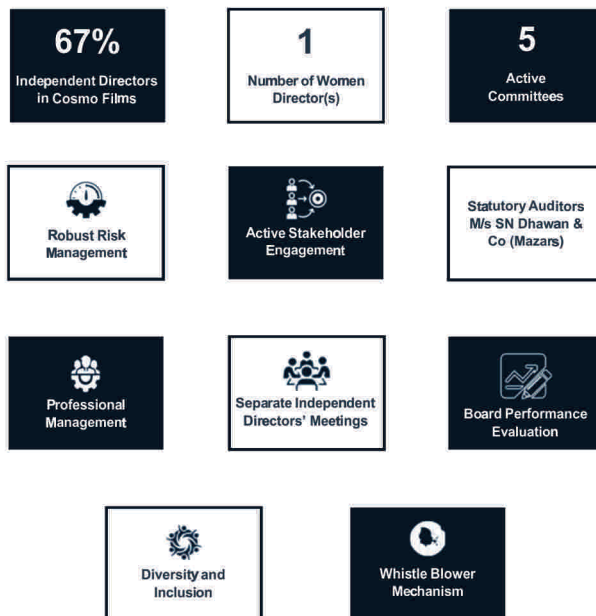 67%
Independent Directors
in Cosmo Films
1
Number of Women
Director(s)
5
Active
Committees
Robust Risk
Management
Active Stakeholder
Engagement
Statutory Auditors
M/s SN Dhawan &
Co (Mazars)
Professional
Management
Separate Independent
Directors' Meetings
Board Performance
Evaluation
Diversity and
Inclusion
Whistle Blower
Mechanism